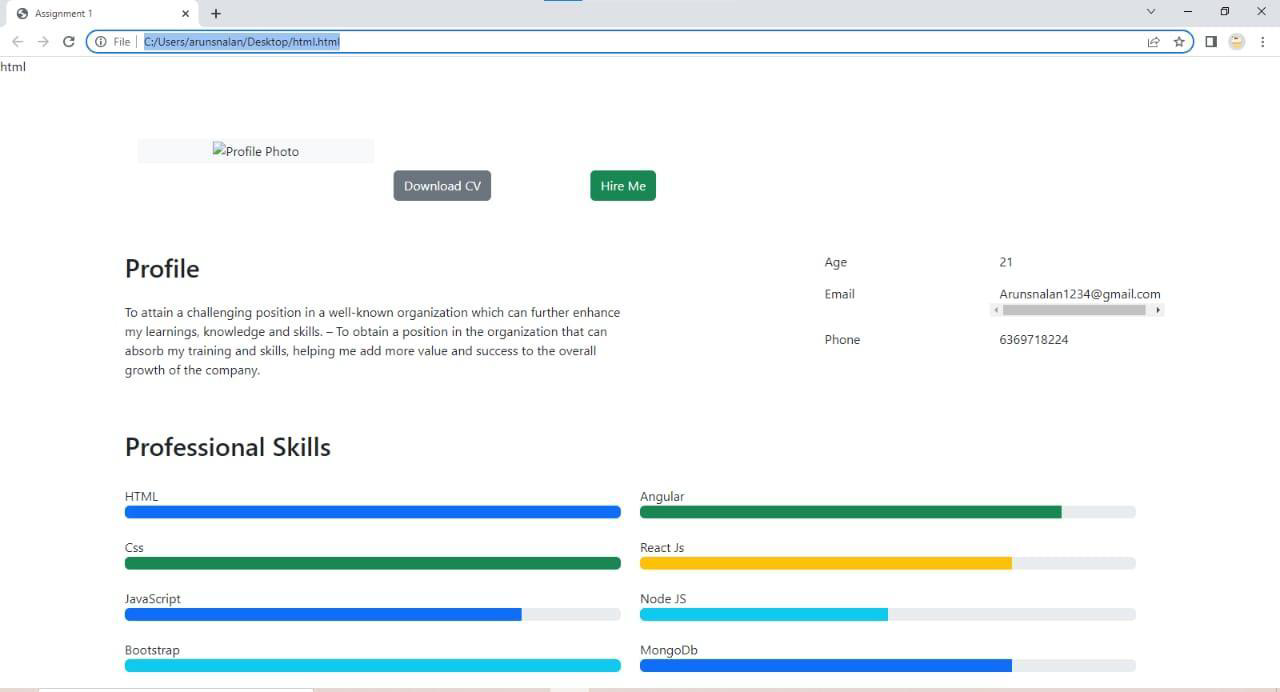 Assignment 1
File
C:/Users/arunsnalan/Desktop/html.html
html
Profile Photo
Download CV
Hire Me
Profile
To attain a challenging position in a well-known organization which can further enhance
my learnings, knowledge and skills. – To obtain a position in the organization that can
absorb my training and skills, helping me add more value and success to the overall
growth of the company.
Age 21
Email Arunsnalan1234@gmail.com
Phone 6369718224
Professional Skills
HTML
Angular
Css
React Js
JavaScript
Node JS
Bootstrap
MongoDb